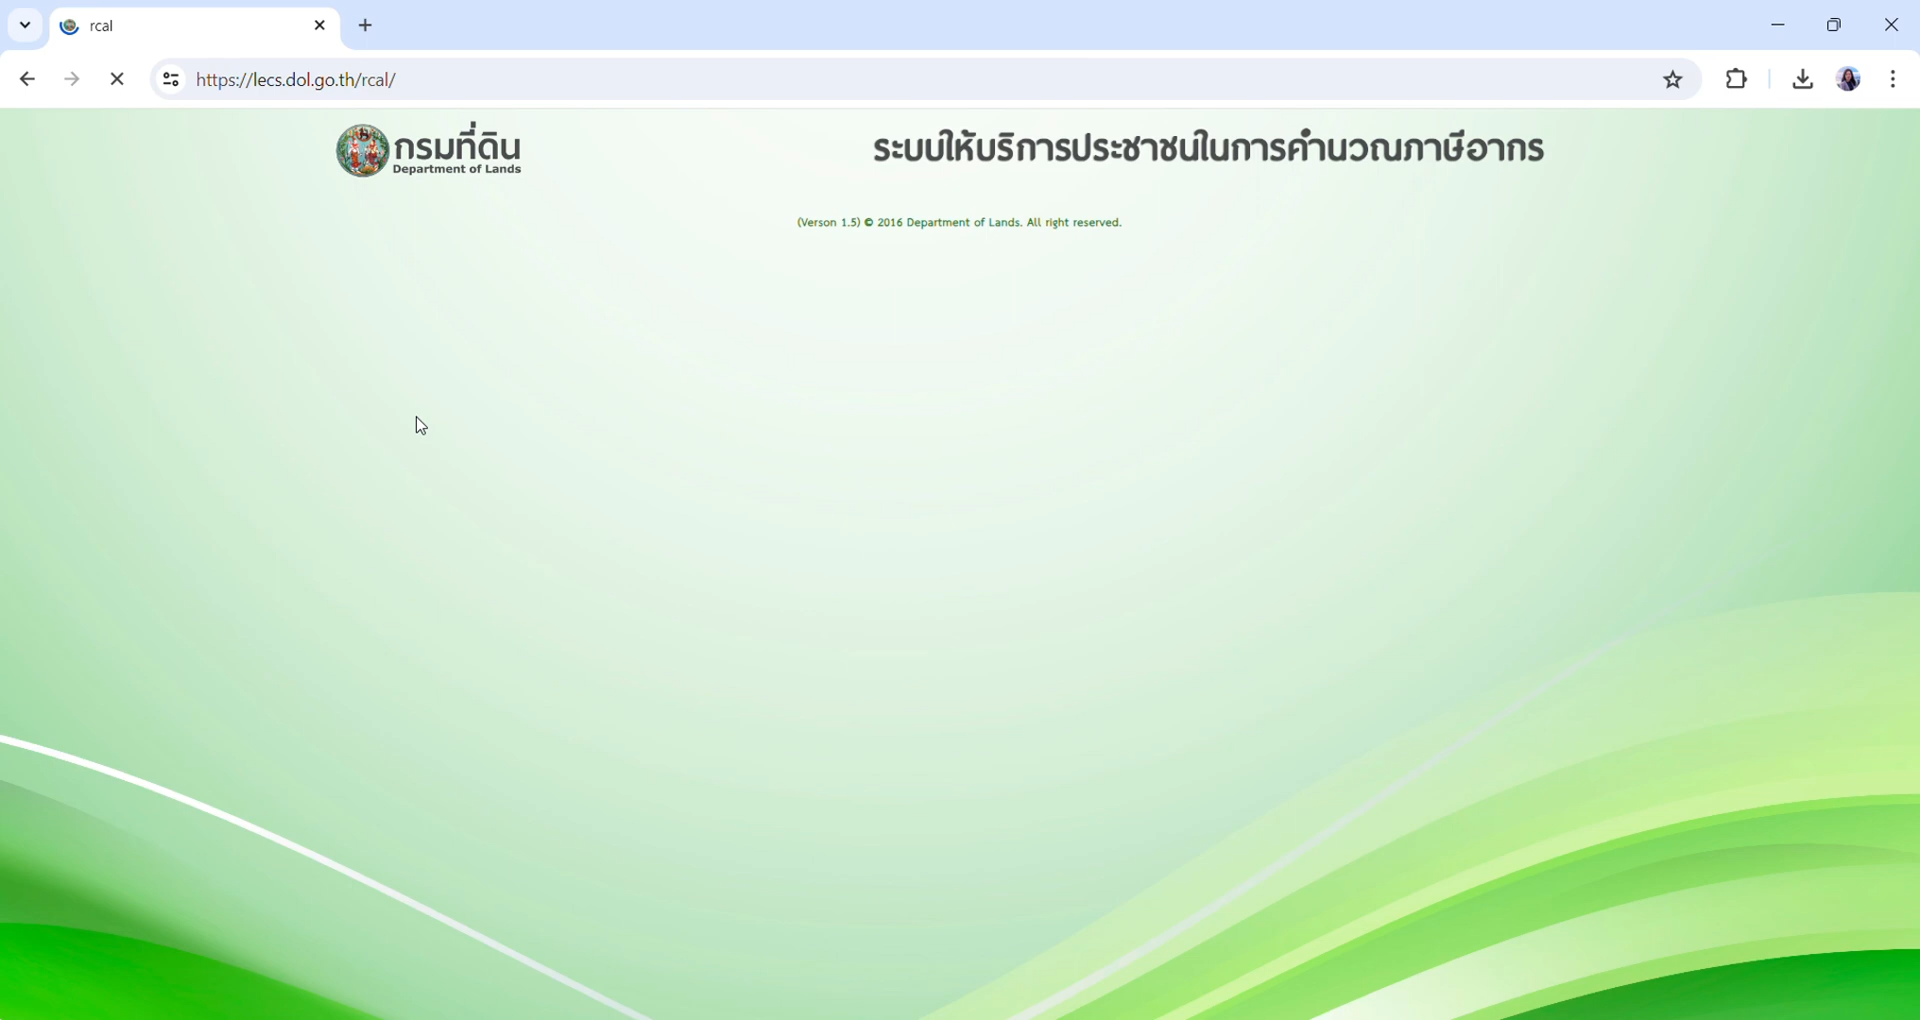 rcal
https://lecs.dol.go.th/rcal/
กรมที่ดิน
Department of Lands
ระบบให้บริการประชาชนในการคำนวณภาษีอากร
(Verson 1.5) © 2016 Department of Lands. All right reserved.